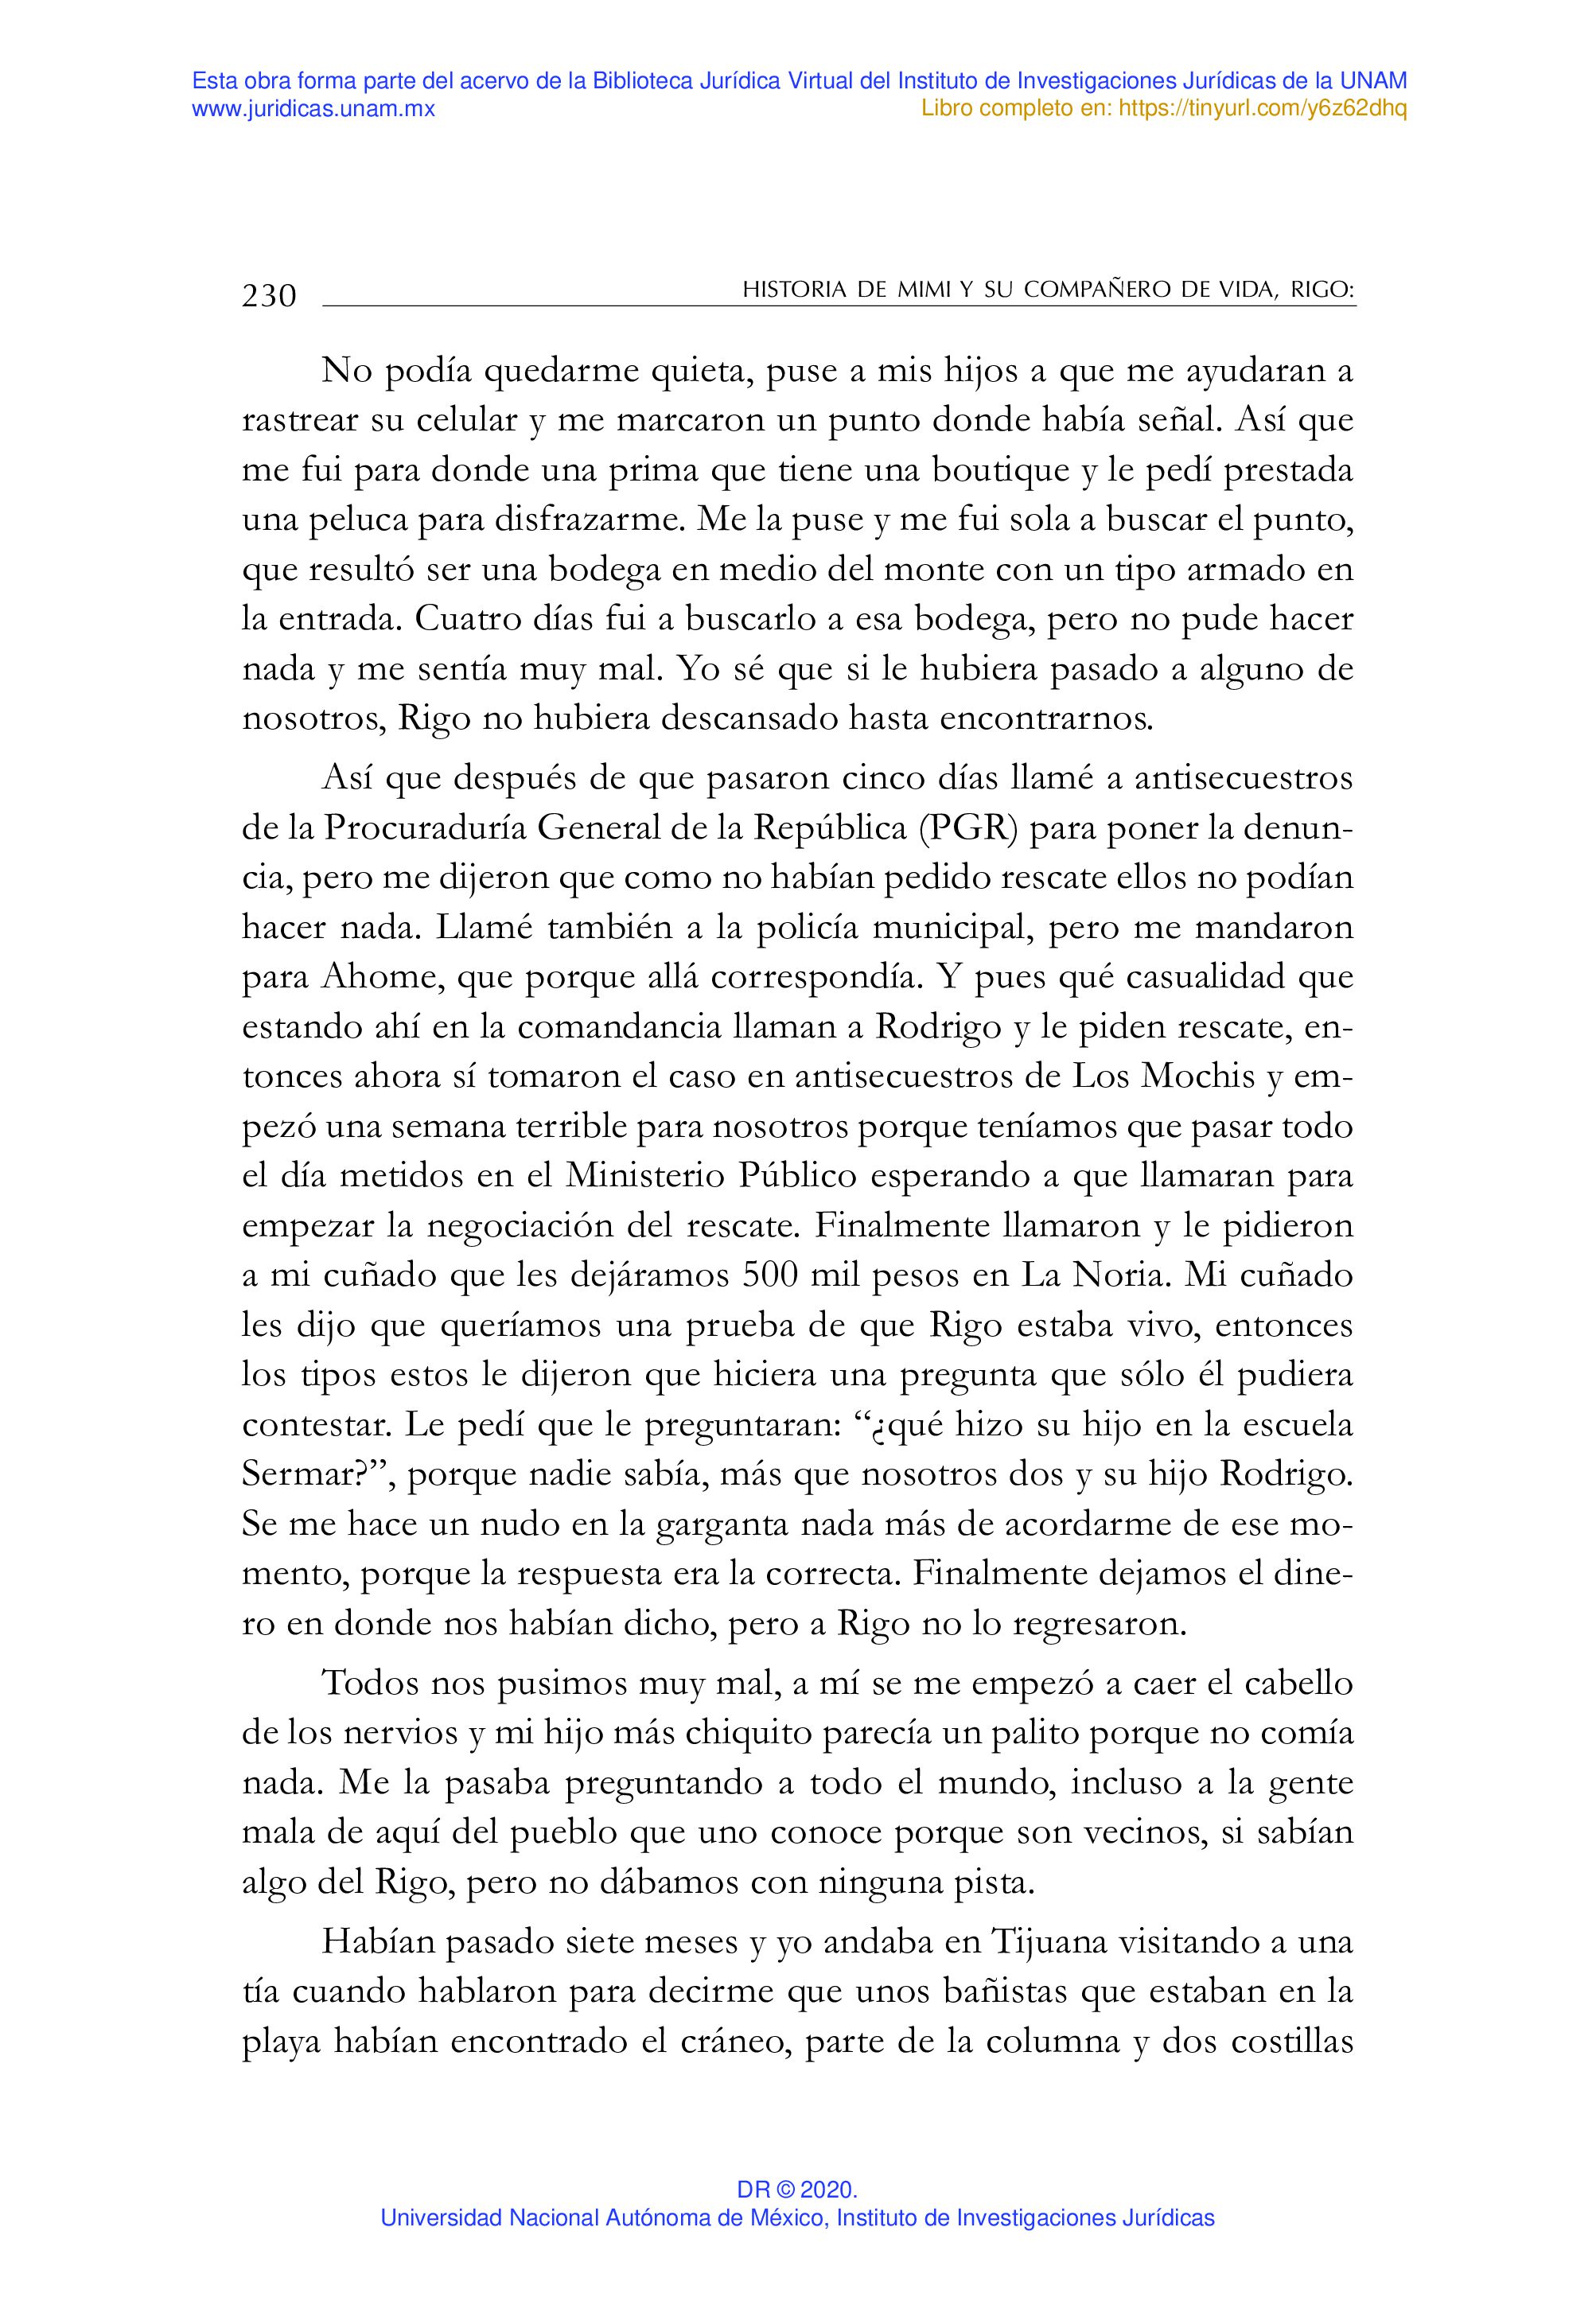 Esta obra forma parte del acervo de la Biblioteca Jurídica Virtual del Instituto de Investigaciones Jurídicas de la UNAM
www.juridicas.unam.mx
Libro completo en: https://tinyurl.com/y6z62dhq
230
HISTORIA DE MIMI Y SU COMPAÑERO DE VIDA, RIGO:
No podía quedarme quieta, puse a mis hijos a que me ayudaran a
rastrear su celular y me marcaron un punto donde había señal. Así que
me fui para donde una prima que tiene una boutique y le pedí prestada
una peluca para disfrazarme. Me la puse y me fui sola a buscar el punto,
que resultó ser una bodega en medio del monte con un tipo armado en
la entrada. Cuatro días fui a buscarlo a esa bodega, pero no pude hacer
nada y me sentía muy mal. Yo sé que si le hubiera pasado a alguno de
nosotros, Rigo no hubiera descansado hasta encontrarnos.
Así que después de que pasaron cinco días llamé a antisecuestros
de la Procuraduría General de la República (PGR) para poner la denun-
cia, pero me dijeron que como no habían pedido rescate ellos no podían
hacer nada. Llamé también a la policía municipal, pero me mandaron
para Ahome, que porque allá correspondía. Y pues qué casualidad que
estando ahí en la comandancia llaman a Rodrigo y le piden rescate, en-
tonces ahora sí tomaron el caso en antisecuestros de Los Mochis y em-
pezó una semana terrible para nosotros porque teníamos que pasar todo
el día metidos en el Ministerio Público esperando a que llamaran para
empezar la negociación del rescate. Finalmente llamaron y le pidieron
a mi cuñado que les dejáramos 500 mil pesos en La Noria. Mi cuñado
les dijo que queríamos una prueba de que Rigo estaba vivo, entonces
los tipos estos le dijeron que hiciera una pregunta que sólo él pudiera
contestar. Le pedí que le preguntaran: “¿qué hizo su hijo en la escuela
Sermar?”, porque nadie sabía, más que nosotros dos y su hijo Rodrigo.
Se me hace un nudo en la garganta nada más de acordarme de ese mo-
mento, porque la respuesta era la correcta. Finalmente dejamos el dine-
ro en donde nos habían dicho, pero a Rigo no lo regresaron.
Todos nos pusimos muy mal, a mí se me empezó a caer el cabello
de los nervios y mi hijo más chiquito parecía un palito porque no comía
nada. Me la pasaba preguntando a todo el mundo, incluso a la gente
mala de aquí del pueblo que uno conoce porque son vecinos, si sabían
algo del Rigo, pero no dábamos con ninguna pista.
Habían pasado siete meses y yo andaba en Tijuana visitando a una
tía cuando hablaron para decirme que unos bañistas que estaban en la
playa habían encontrado el cráneo, parte de la columna y dos costillas
DR © 2020.
Universidad Nacional Autónoma de México, Instituto de Investigaciones Jurídicas